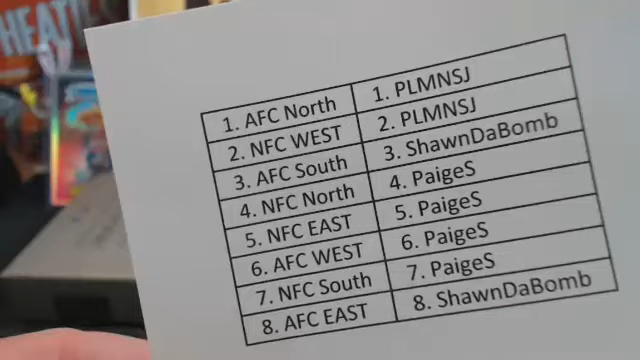 HEAT
1. AFC North 1. PLMNSJ
2. NFC WEST 2. PLMNSJ
3. AFC South 3. ShawnDaBomb
4. NFC North 4. PaigeS
5. NFC EAST 5. PaigeS
6. AFC WEST 6. PaigeS
7. NFC South 7. PaigeS
8. AFC EAST 8. ShawnDaBomb